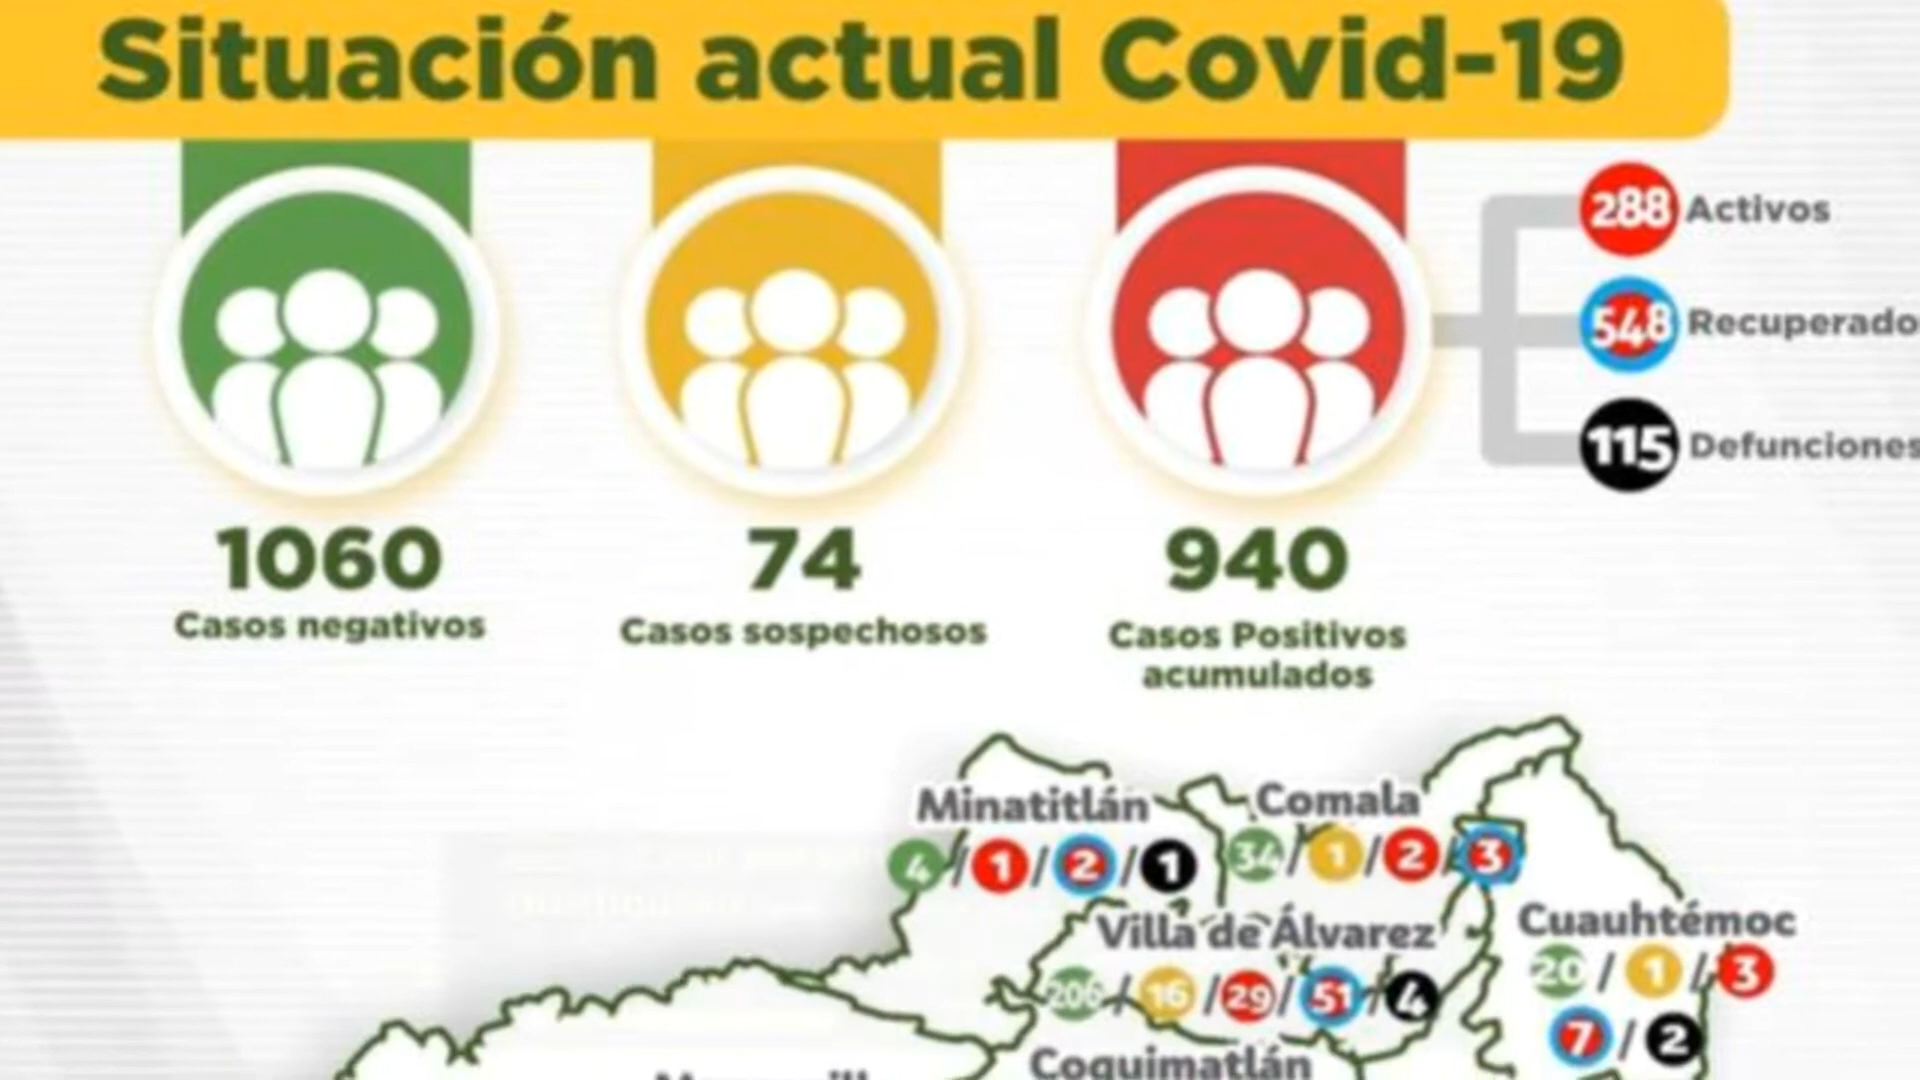 Situación actual Covid-19
288 Activos
548 Recuperado
115 Defunciones
1060
Casos negativos
74
Casos sospechosos
940
Casos Positivos
acumulados
Minatitlán
4 / 1 / 2 / 1
Comala
34 / 1 / 2 / 3
Villa de Álvarez
206 / 16 / 29 / 51 / 4
Cuauhtémoc
20 / 1 / 3
7 / 2
Coquimatlán